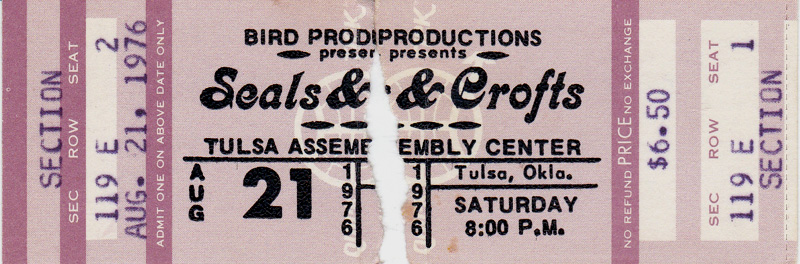 SECTION
SEC ROW SEAT
119 E 2
AUG. 21, 1976
ADMIT ONE ON ABOVE DATE ONLY
BIRD PRODIPRODUCTIONS
preser presents
Seals & & Crofts
TULSA ASSEME EMBLY CENTER
AUG 21 1976 1976 Tulsa, Okla.
SATURDAY
8:00 P.M.
NO REFUND PRICE NO EXCHANGE
$6.50
SEC ROW SEAT
119 E 1
SECTION